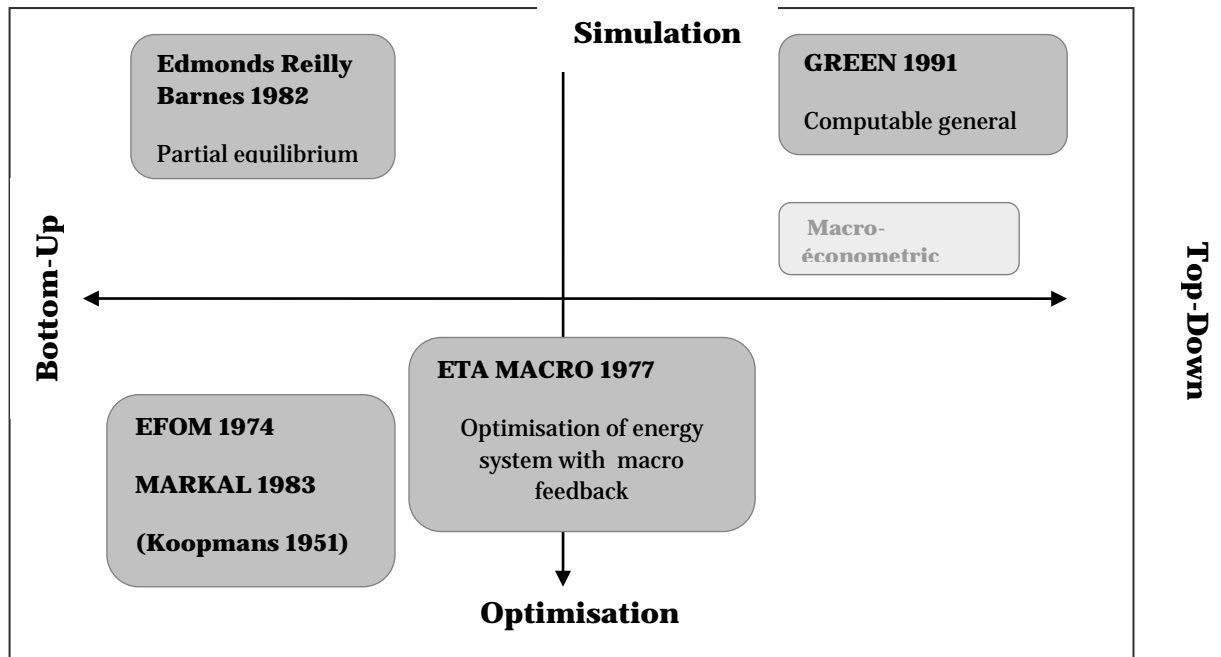 Simulation
Edmonds Reilly
Barnes 1982
Partial equilibrium
GREEN 1991
Computable general
Macro-
économetric
Bottom-Up
Top-Down
ETA MACRO 1977
Optimisation of energy
system with macro
feedback
EFOM 1974
MARKAL 1983
(Koopmans 1951)
Optimisation